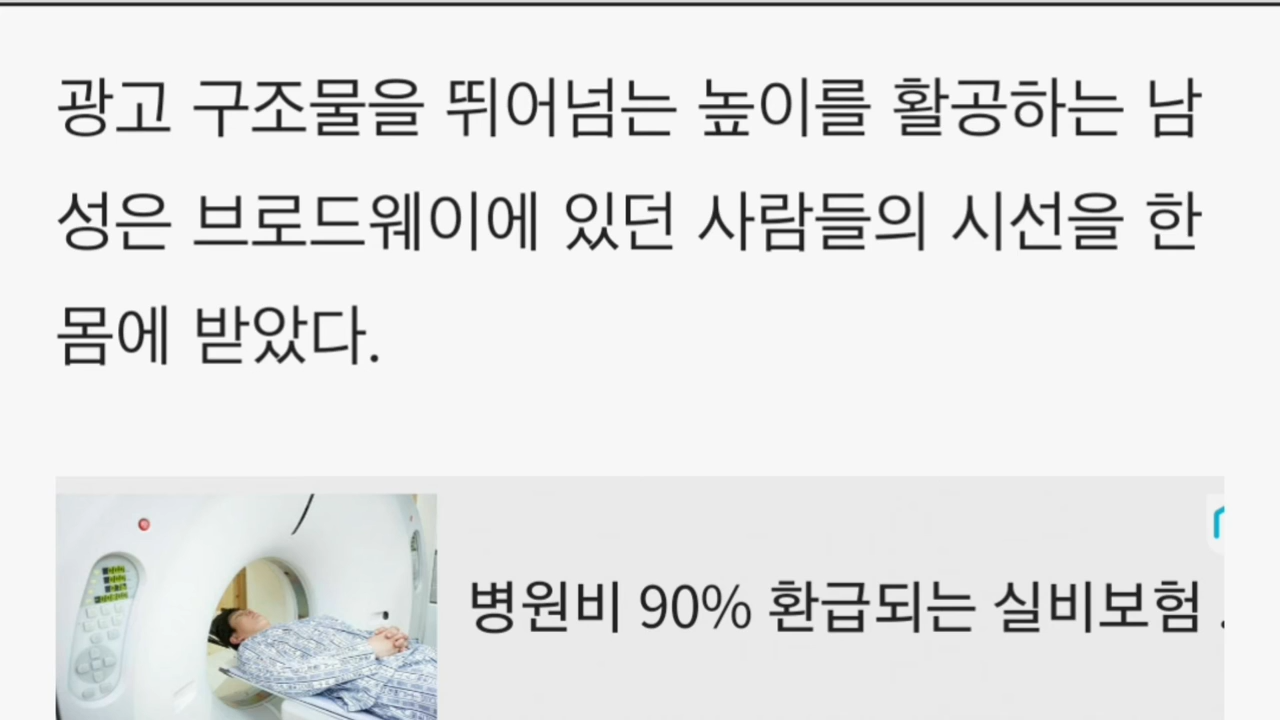 광고 구조물을 뛰어넘는 높이를 활공하는 남
성은 브로드웨이에 있던 사람들의 시선을 한
몸에 받았다.
병원비 90% 환급되는 실비보험 .